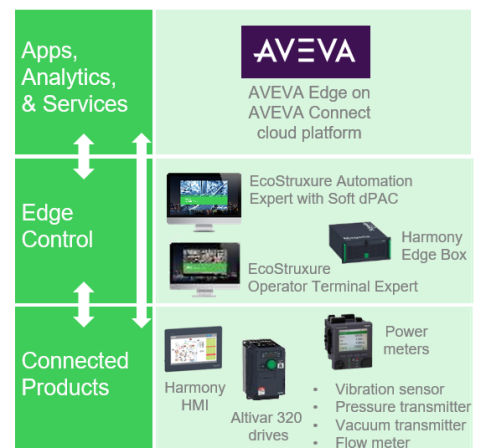 Apps,
Analytics,
& Services
AVEVA
AVEVA Edge on
AVEVA Connect
cloud platform
Edge
Control
EcoStruxure Automation
Expert with Soft dPAC
Harmony
Edge Box
EcoStruxure
Operator Terminal Expert
Connected
Products
Harmony
HMI
Altivar 320
drives
Power
meters
• Vibration sensor
• Pressure transmitter
• Vacuum transmitter
• Flow meter